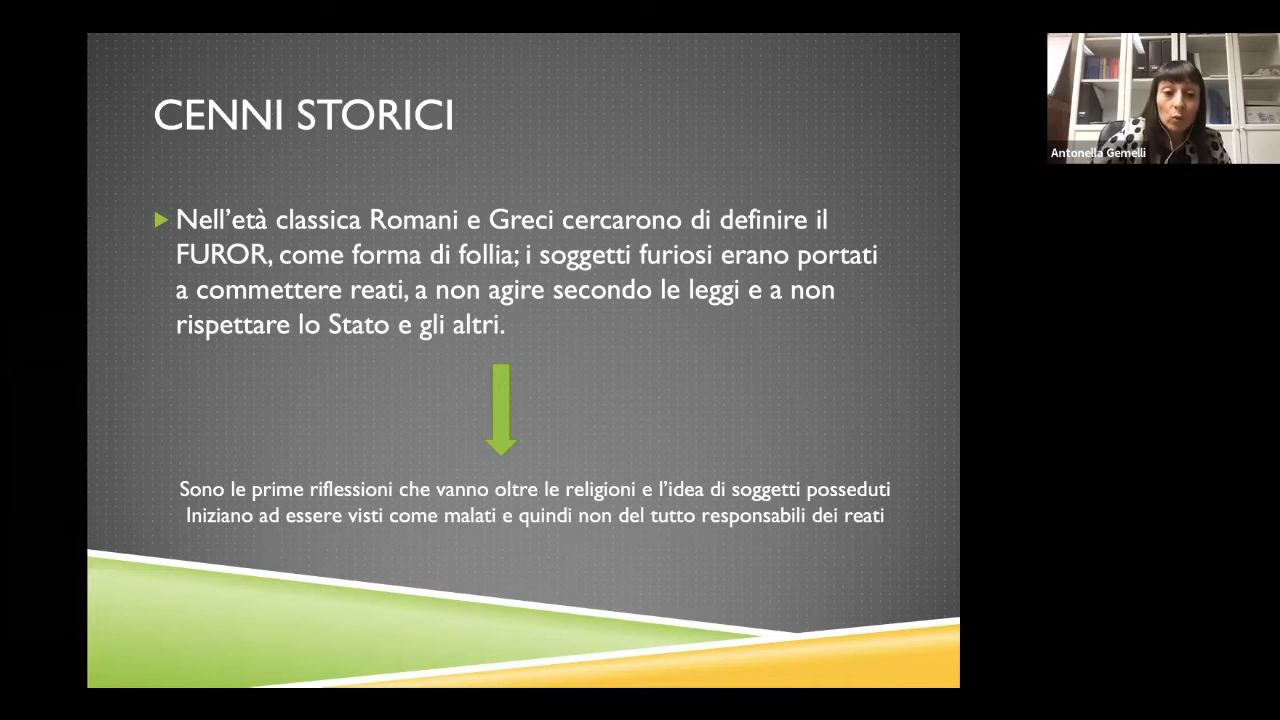 CENNI STORICI
Nell’età classica Romani e Greci cercarono di definire il
FUROR, come forma di follia; i soggetti furiosi erano portati
a commettere reati, a non agire secondo le leggi e a non
rispettare lo Stato e gli altri.
Sono le prime riflessioni che vanno oltre le religioni e l’idea di soggetti posseduti
Iniziano ad essere visti come malati e quindi non del tutto responsabili dei reati
Antonella Gemelli